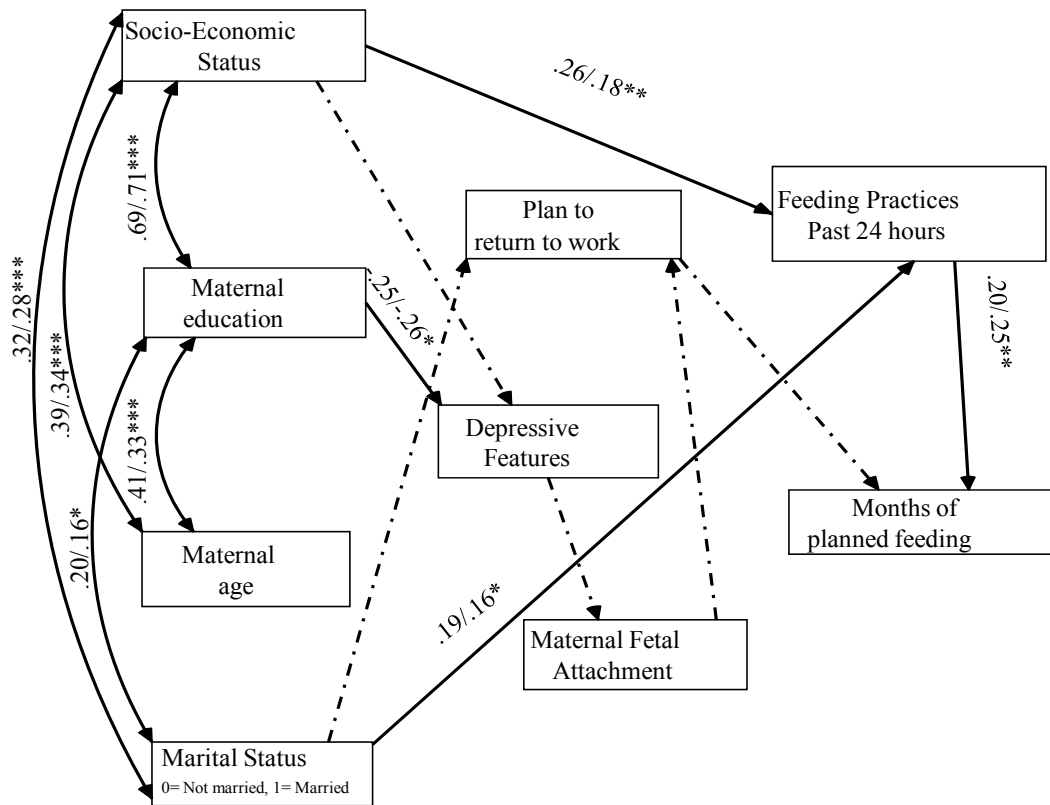 Socio-Economic
Status
.26/.18**
.69/.71***
Feeding Practices
Past 24 hours
Plan to
return to work
.32/.28***
Maternal
education
-.25/-.26*
.20/.25**
.39/.34***
.41/.33***
Depressive
Features
Months of
planned feeding
.20/.16*
Maternal
age
.19/.16*
Maternal Fetal
Attachment
Marital Status
0= Not married, 1= Married